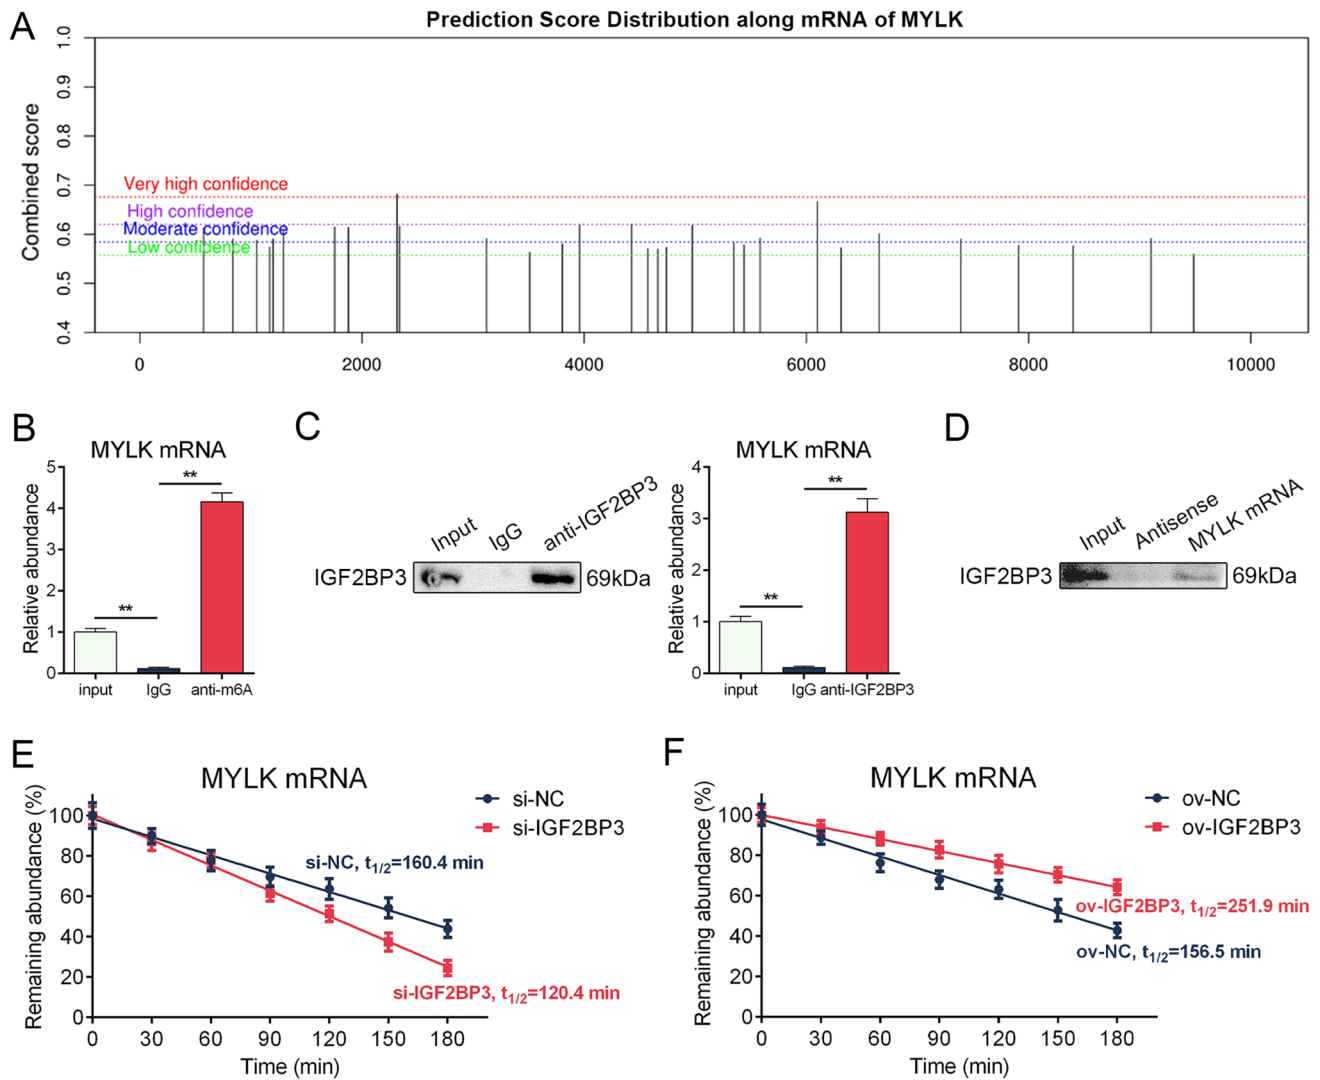 A
Prediction Score Distribution along mRNA of MYLK
Combined score
1.0
0.9
0.8
0.7
0.6
0.5
0.4
Very high confidence
High confidence
Moderate confidence
Low confidence
0 2000 4000 6000 8000 10000
B
MYLK mRNA
Relative abundance
5
4
3
2
1
0
**
**
input IgG anti-m6A
C
Input IgG anti-IGF2BP3
IGF2BP3 69kDa
MYLK mRNA
Relative abundance
4
3
2
1
0
**
**
input IgG anti-IGF2BP3
D
Input Antisense MYLK mRNA
IGF2BP3 69kDa
E
MYLK mRNA
Remaining abundance (%)
100
80
60
40
20
0
si-NC
si-IGF2BP3
si-NC, t1/2=160.4 min
si-IGF2BP3, t1/2=120.4 min
0 30 60 90 120 150 180
Time (min)
F
MYLK mRNA
Remaining abundance (%)
100
80
60
40
20
0
ov-NC
ov-IGF2BP3
ov-IGF2BP3, t1/2=251.9 min
ov-NC, t1/2=156.5 min
0 30 60 90 120 150 180
Time (min)